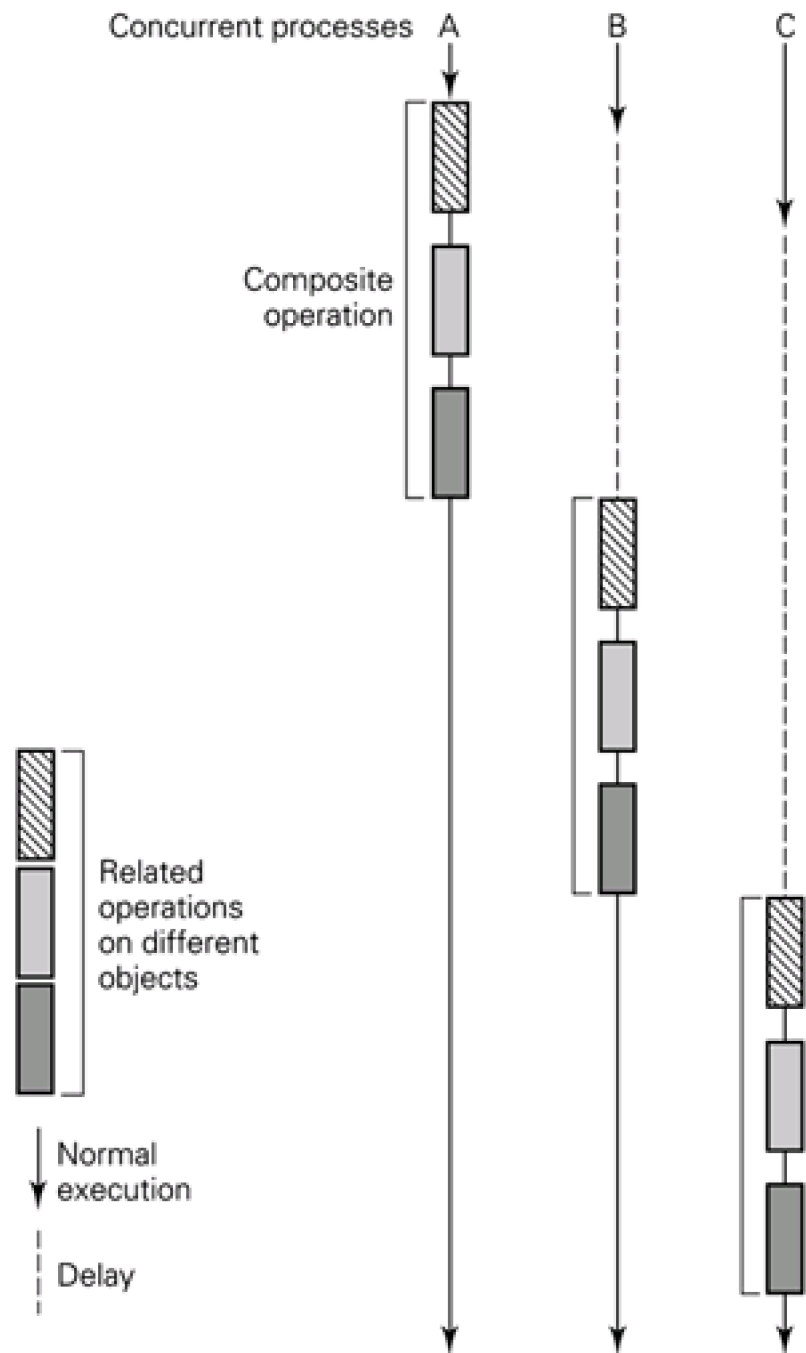 Concurrent processes A B C
Composite
operation
Related
operations
on different
objects
Normal
execution
Delay